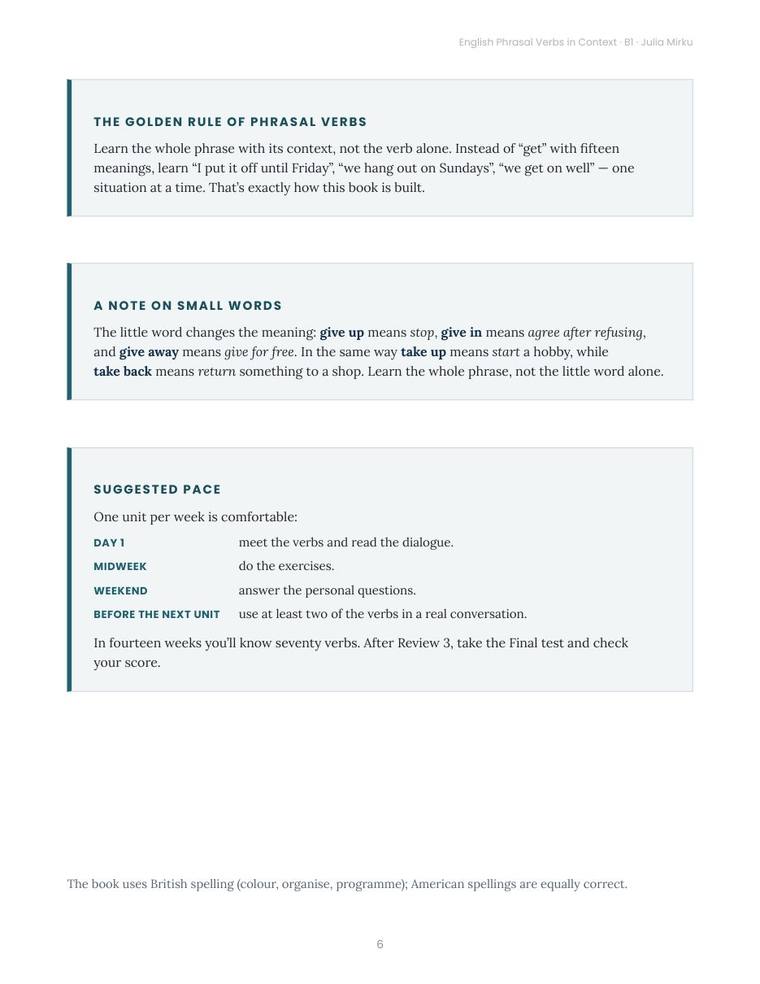 English Phrasal Verbs in Context · B1 · Julia Mirku
THE GOLDEN RULE OF PHRASAL VERBS
Learn the whole phrase with its context, not the verb alone. Instead of “get” with fifteen
meanings, learn “I put it off until Friday”, “we hang out on Sundays”, “we get on well” — one
situation at a time. That’s exactly how this book is built.
A NOTE ON SMALL WORDS
The little word changes the meaning: give up means stop, give in means agree after refusing,
and give away means give for free. In the same way take up means start a hobby, while
take back means return something to a shop. Learn the whole phrase, not the little word alone.
SUGGESTED PACE
One unit per week is comfortable:
DAY 1 meet the verbs and read the dialogue.
MIDWEEK do the exercises.
WEEKEND answer the personal questions.
BEFORE THE NEXT UNIT use at least two of the verbs in a real conversation.
In fourteen weeks you’ll know seventy verbs. After Review 3, take the Final test and check
your score.
The book uses British spelling (colour, organise, programme); American spellings are equally correct.
6